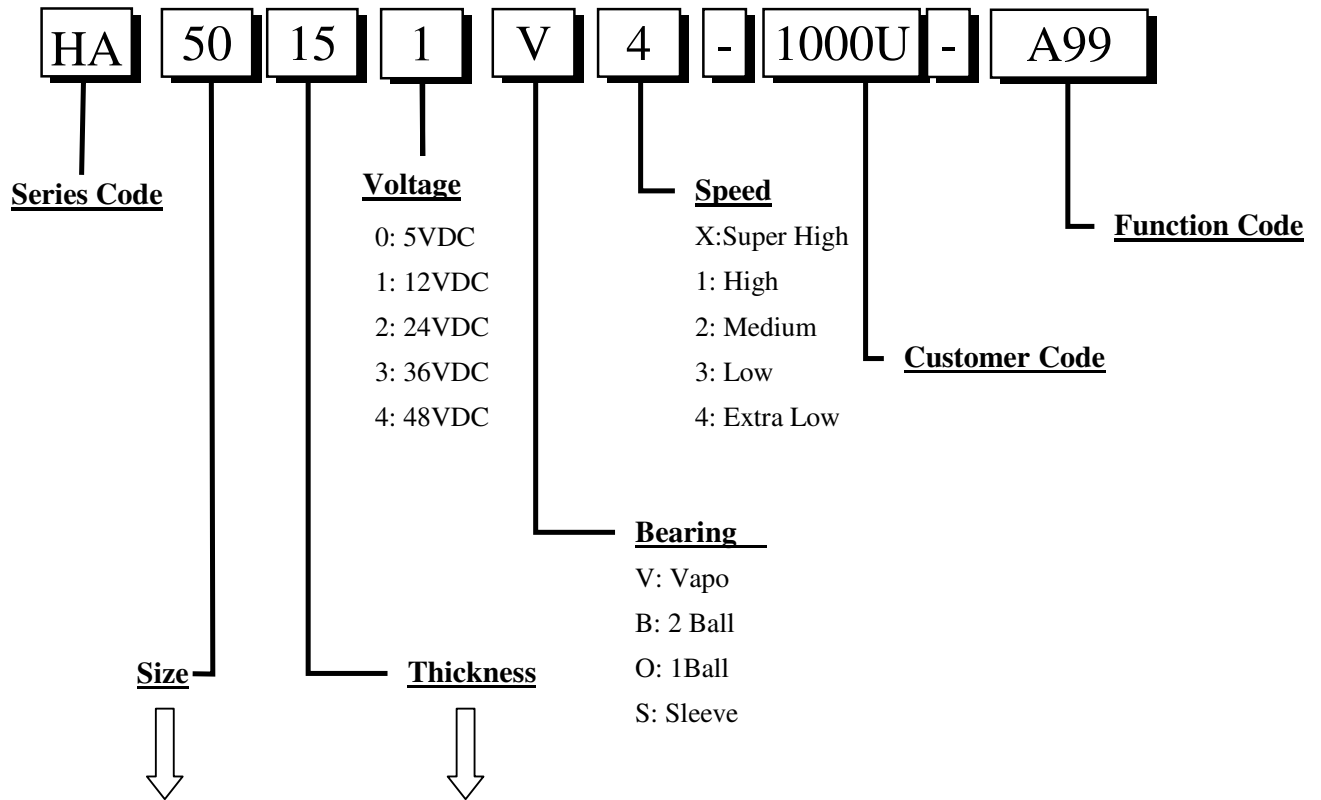 HA 50 15 1 V 4 - 1000U - A99
Series Code
Voltage
0: 5VDC
1: 12VDC
2: 24VDC
3: 36VDC
4: 48VDC
Speed
X:Super High
1: High
2: Medium
3: Low
4: Extra Low
Function Code
Customer Code
Bearing
V: Vapo
B: 2 Ball
O: 1Ball
S: Sleeve
Size
Thickness